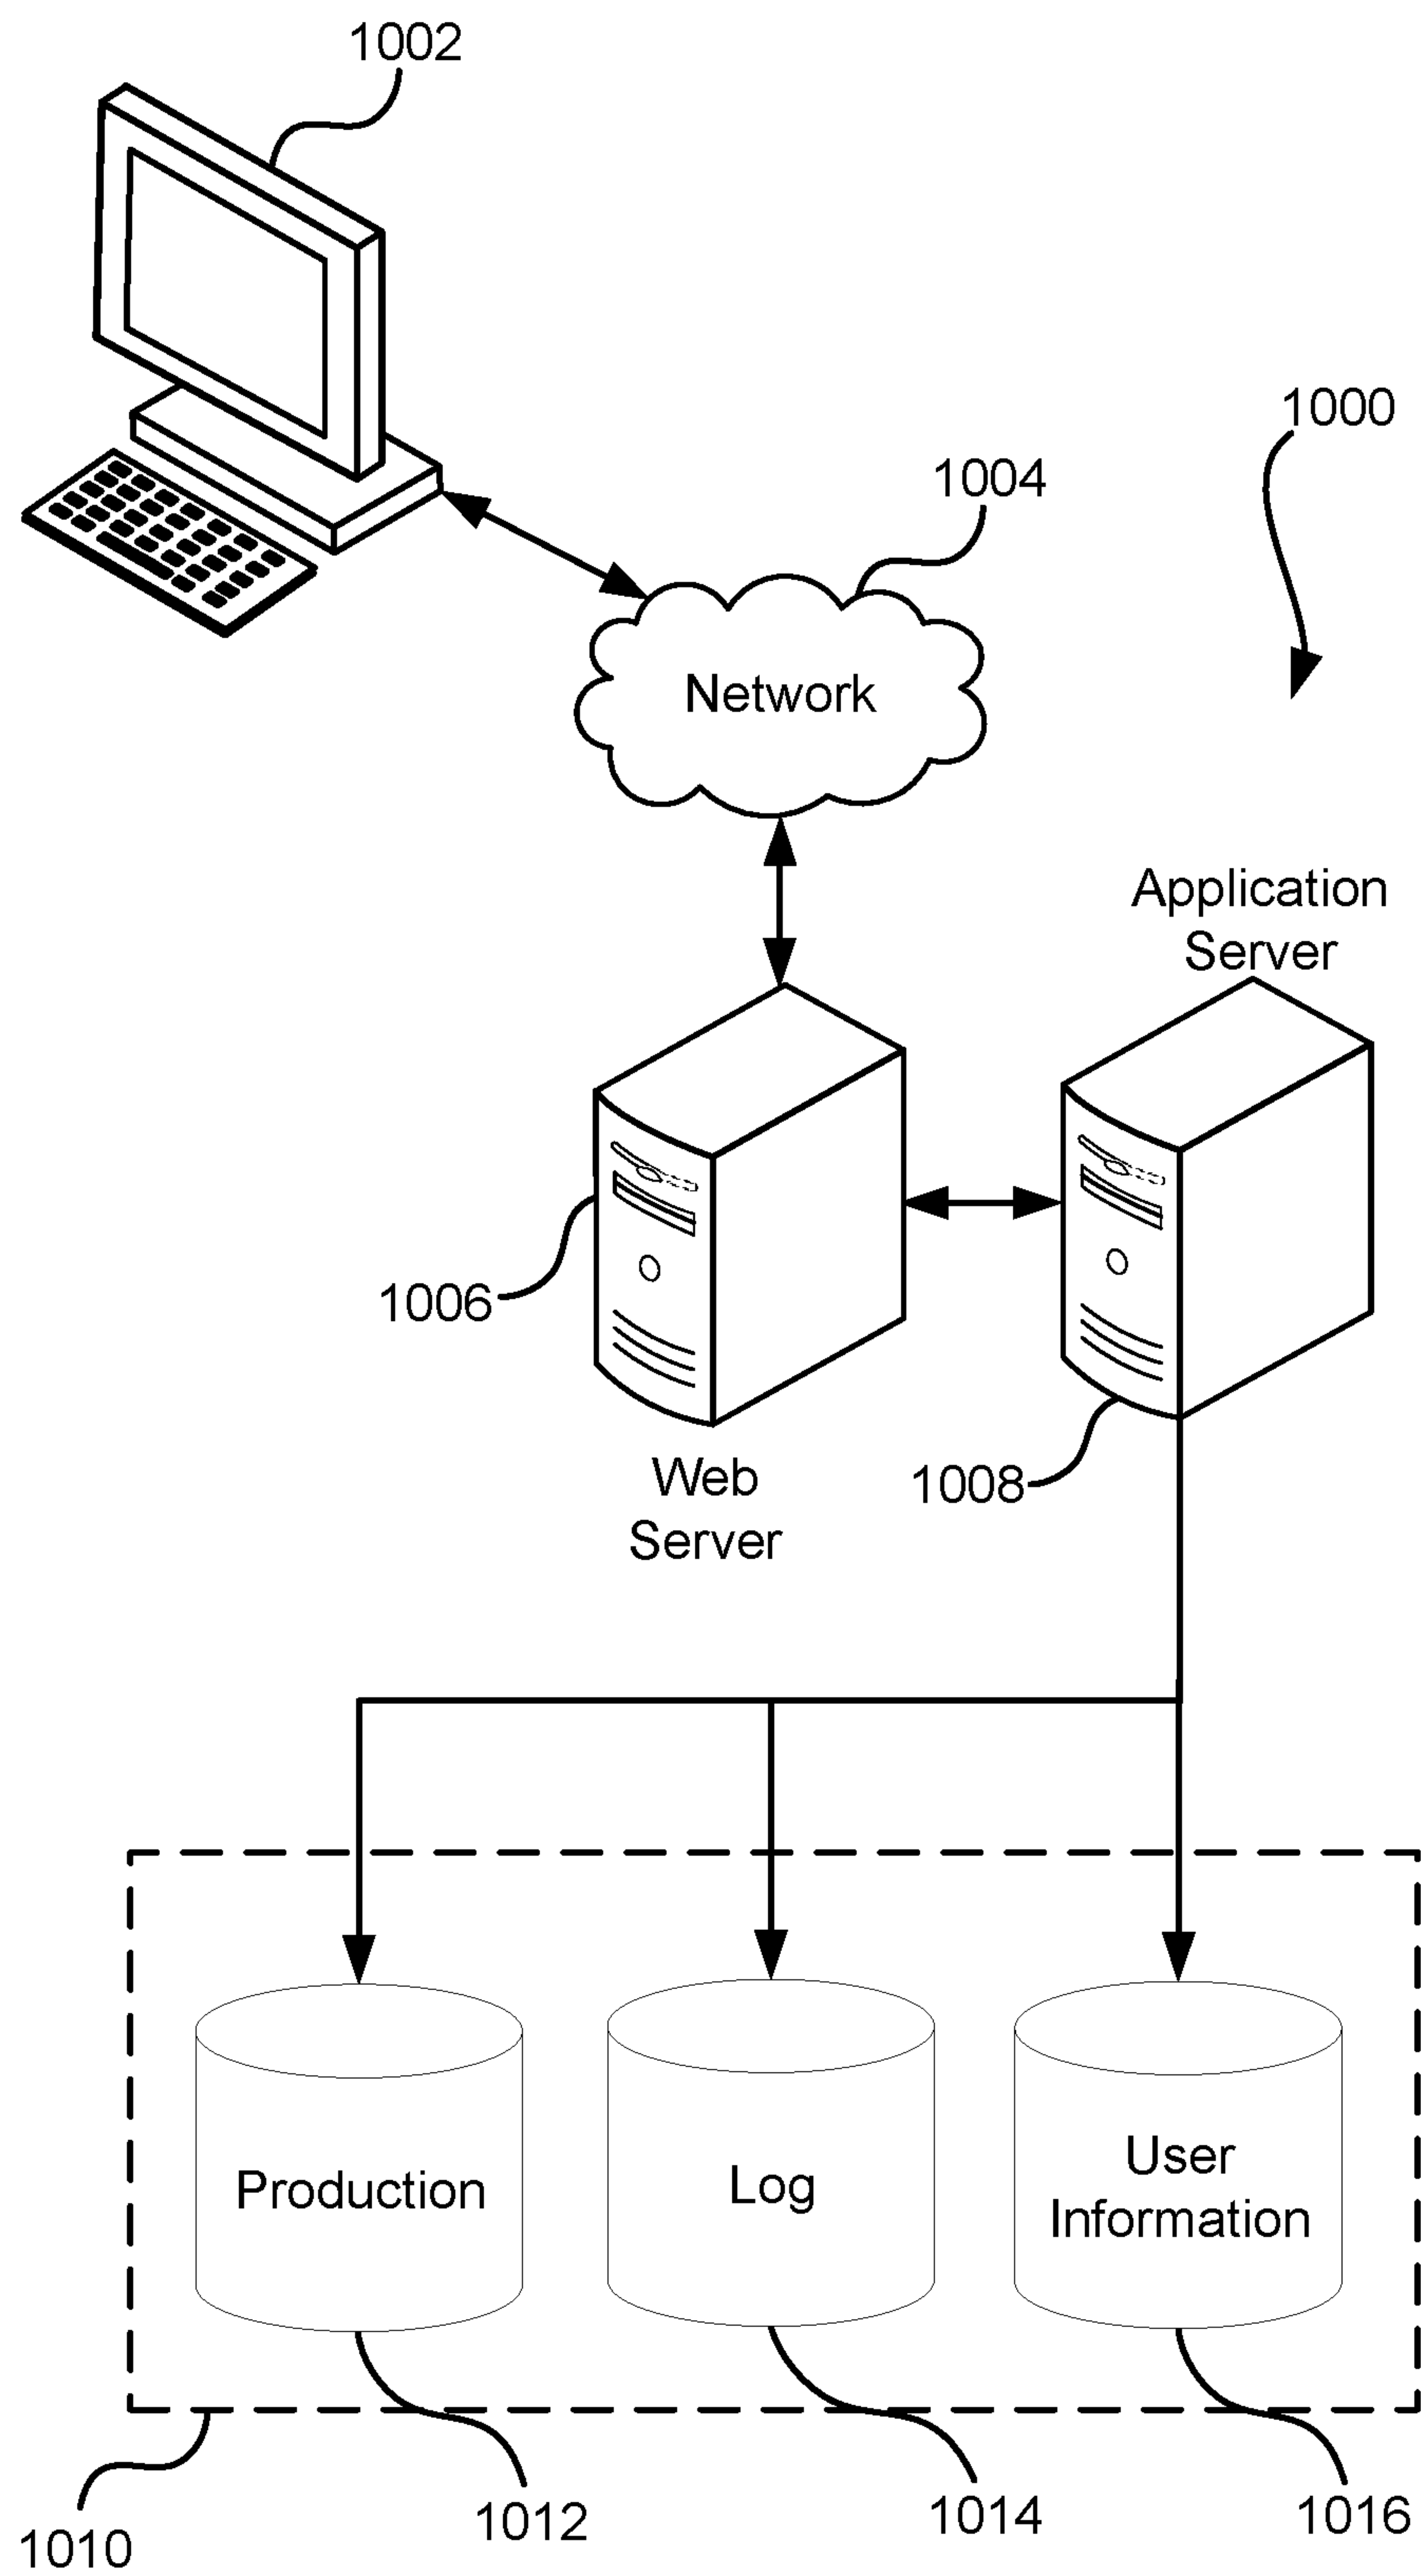 1002
1000
1004
Network
Application
Server
1006
Web
Server
1008
Production
Log
User
Information
1010
1012
1014
1016